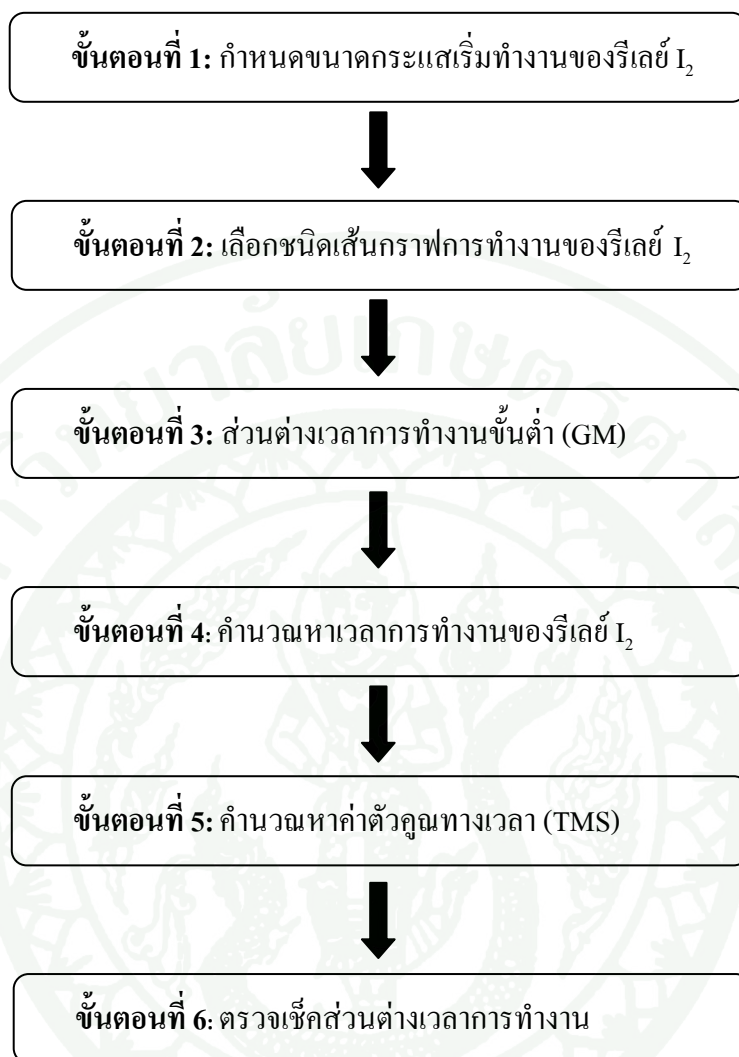 ขั้นตอนที่ 1: กำหนดขนาดกระแสเริ่มทำงานของรีเลย์ I₂
ขั้นตอนที่ 2: เลือกชนิดเส้นกราฟการทำงานของรีเลย์ I₂
ขั้นตอนที่ 3: ส่วนต่างเวลาการทำงานขั้นต่ำ (GM)
ขั้นตอนที่ 4: คำนวณหาเวลาการทำงานของรีเลย์ I₂
ขั้นตอนที่ 5: คำนวณหาค่าตัวคูณทางเวลา (TMS)
ขั้นตอนที่ 6: ตรวจเช็คส่วนต่างเวลาการทำงาน